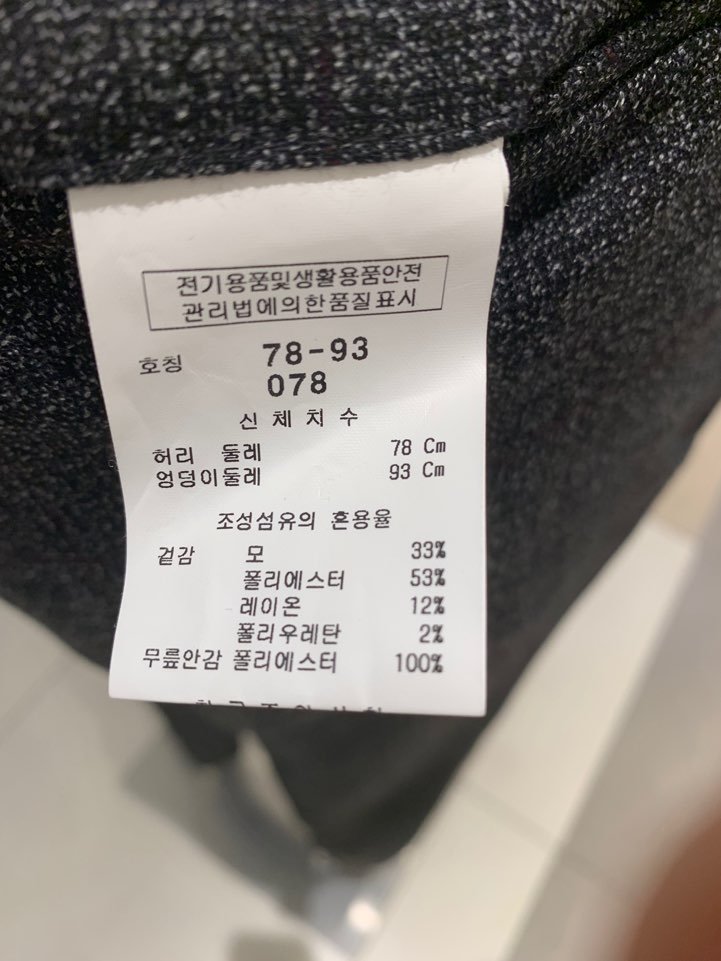 전기용품및생활용품안전
관리법에의한품질표시
호칭 78-93
078
신 체 치 수
허리 둘레 78 Cm
엉덩이둘레 93 Cm
조성섬유의 혼용율
겉감 모 33%
폴리에스터 53%
레이온 12%
폴리우레탄 2%
무릎안감 폴리에스터 100%